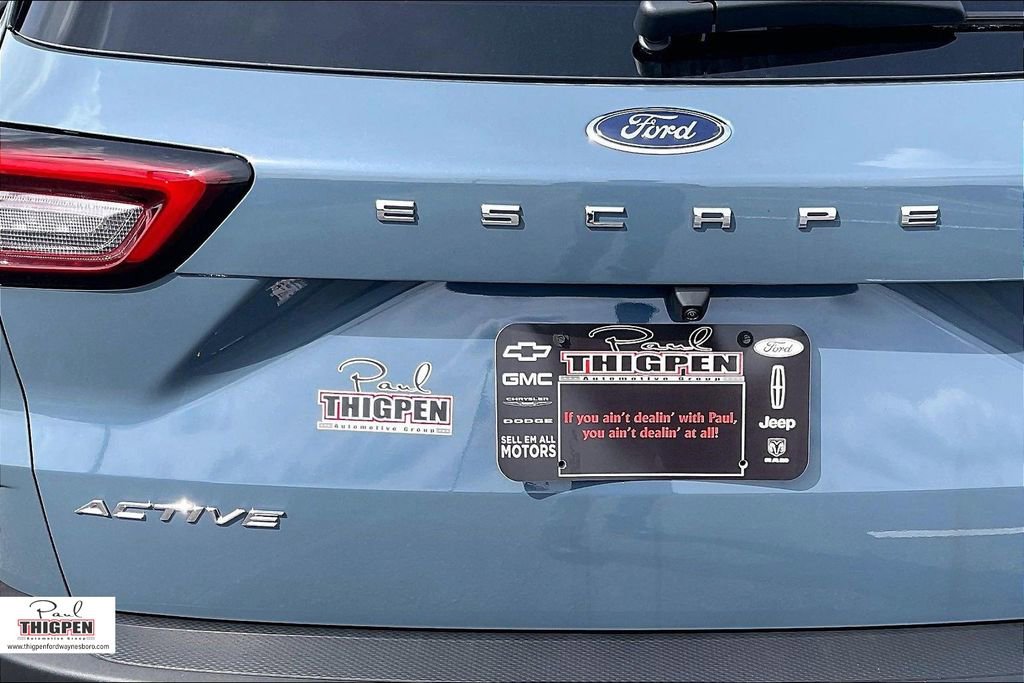 Ford
ESCAPE
Paul
THIGPEN
Automotive Group
GMC
CHRYSLER
DODGE
SELL EM ALL
MOTORS
Paul
THIGPEN
Automotive Group
If you ain't dealin' with Paul,
you ain't dealin' at all!
Ford
Jeep
RAM
ACTIVE
Paul
THIGPEN
Automotive Group
www.thigpenfordwaynesboro.com